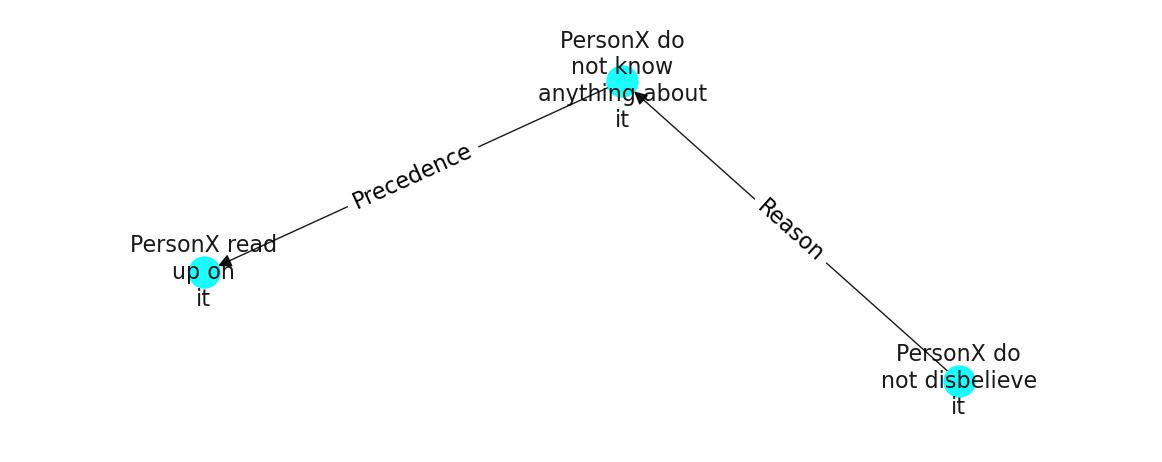 PersonX do
not know
anything about
it
Precedence
Reason
PersonX read
up on
it
PersonX do
not disbelieve
it